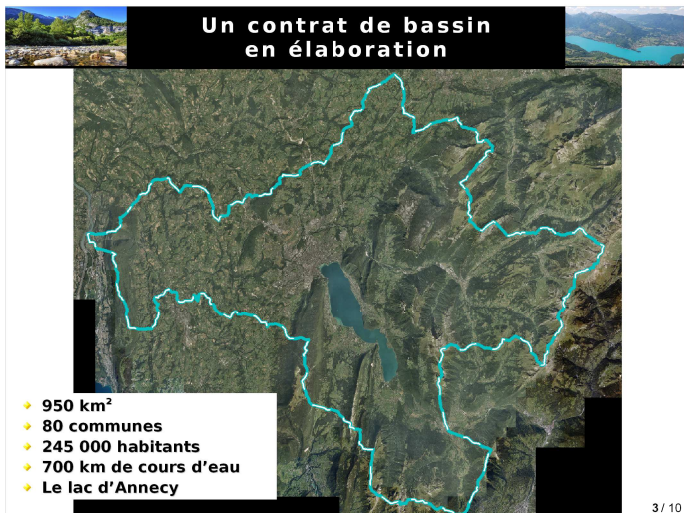 Un contrat de bassin
en élaboration
950 km²
80 communes
245 000 habitants
700 km de cours d’eau
Le lac d’Annecy
3 / 10